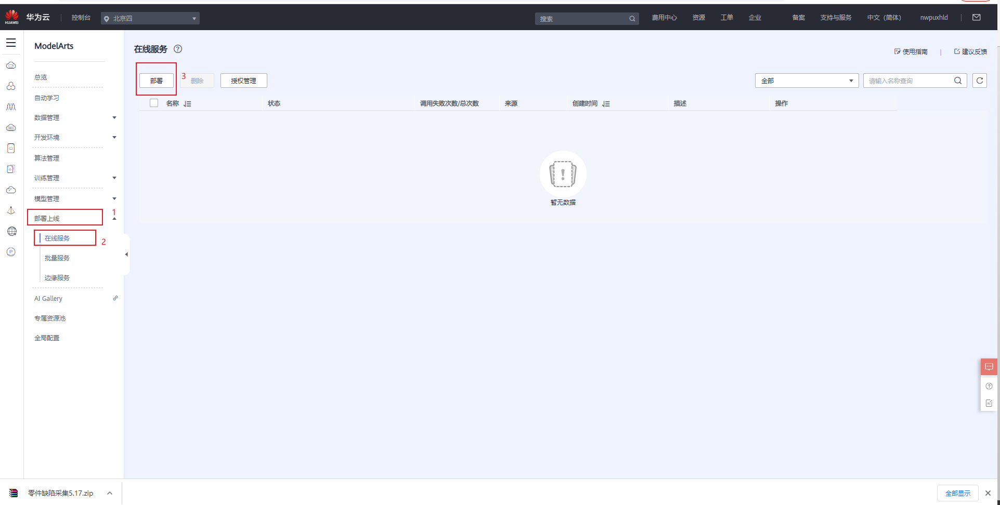 HUAWEI
华为云
控制台
北京四
搜索
费用中心
资源
工单
企业
备案
支持与服务
中文（简体）
nwpuxhld
ModelArts
总览
自动学习
数据管理
开发环境
算法管理
训练管理
模型管理
部署上线
1
在线服务
2
批量服务
边缘服务
AI Gallery
专属资源池
全局配置
在线服务
使用指南
建议反馈
部署
3
删除
授权管理
全部
请输入名称查询
名称
状态
调用失败次数/总次数
来源
创建时间
描述
操作
暂无数据
零件缺陷采集5.17.zip
全部显示